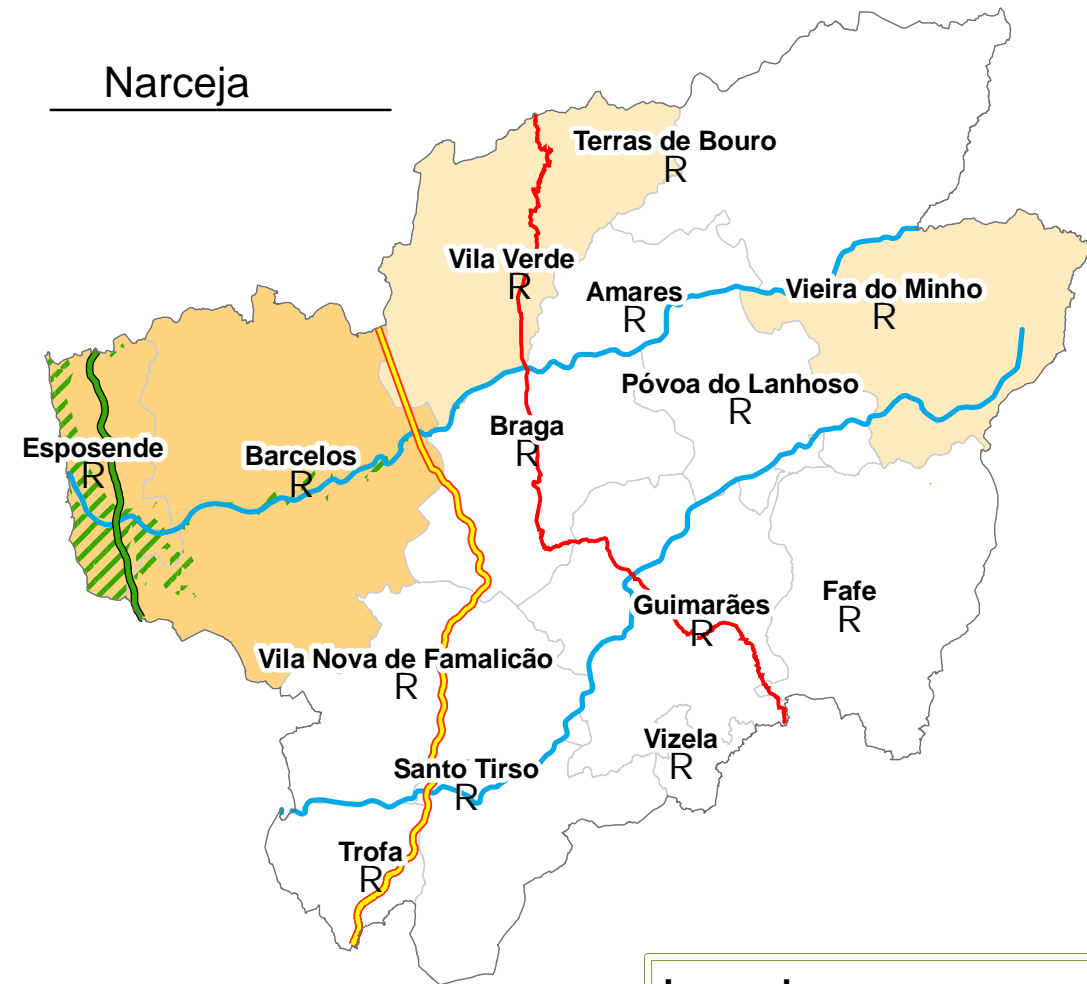 Narceja
Terras de Bouro
R
Vila Verde
R
Amares
R
Vieira do Minho
R
Póvoa do Lanhoso
R
Braga
R
Esposende
R
Barcelos
R
Guimarães
R
Fafe
R
Vila Nova de Famalicão
R
Vizela
R
Santo Tirso
R
Trofa
R